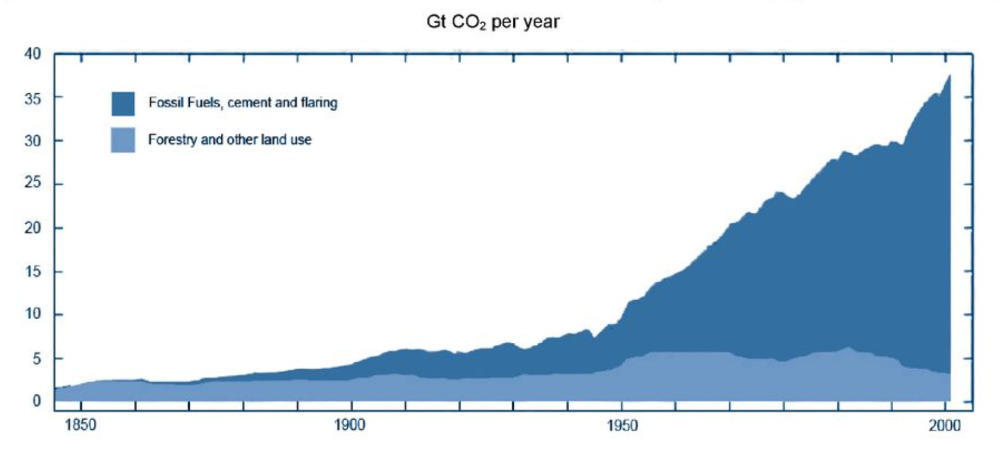 Gt CO₂ per year
40
35
30
25
20
15
10
5
0
Fossil Fuels, cement and flaring
Forestry and other land use
1850 1900 1950 2000